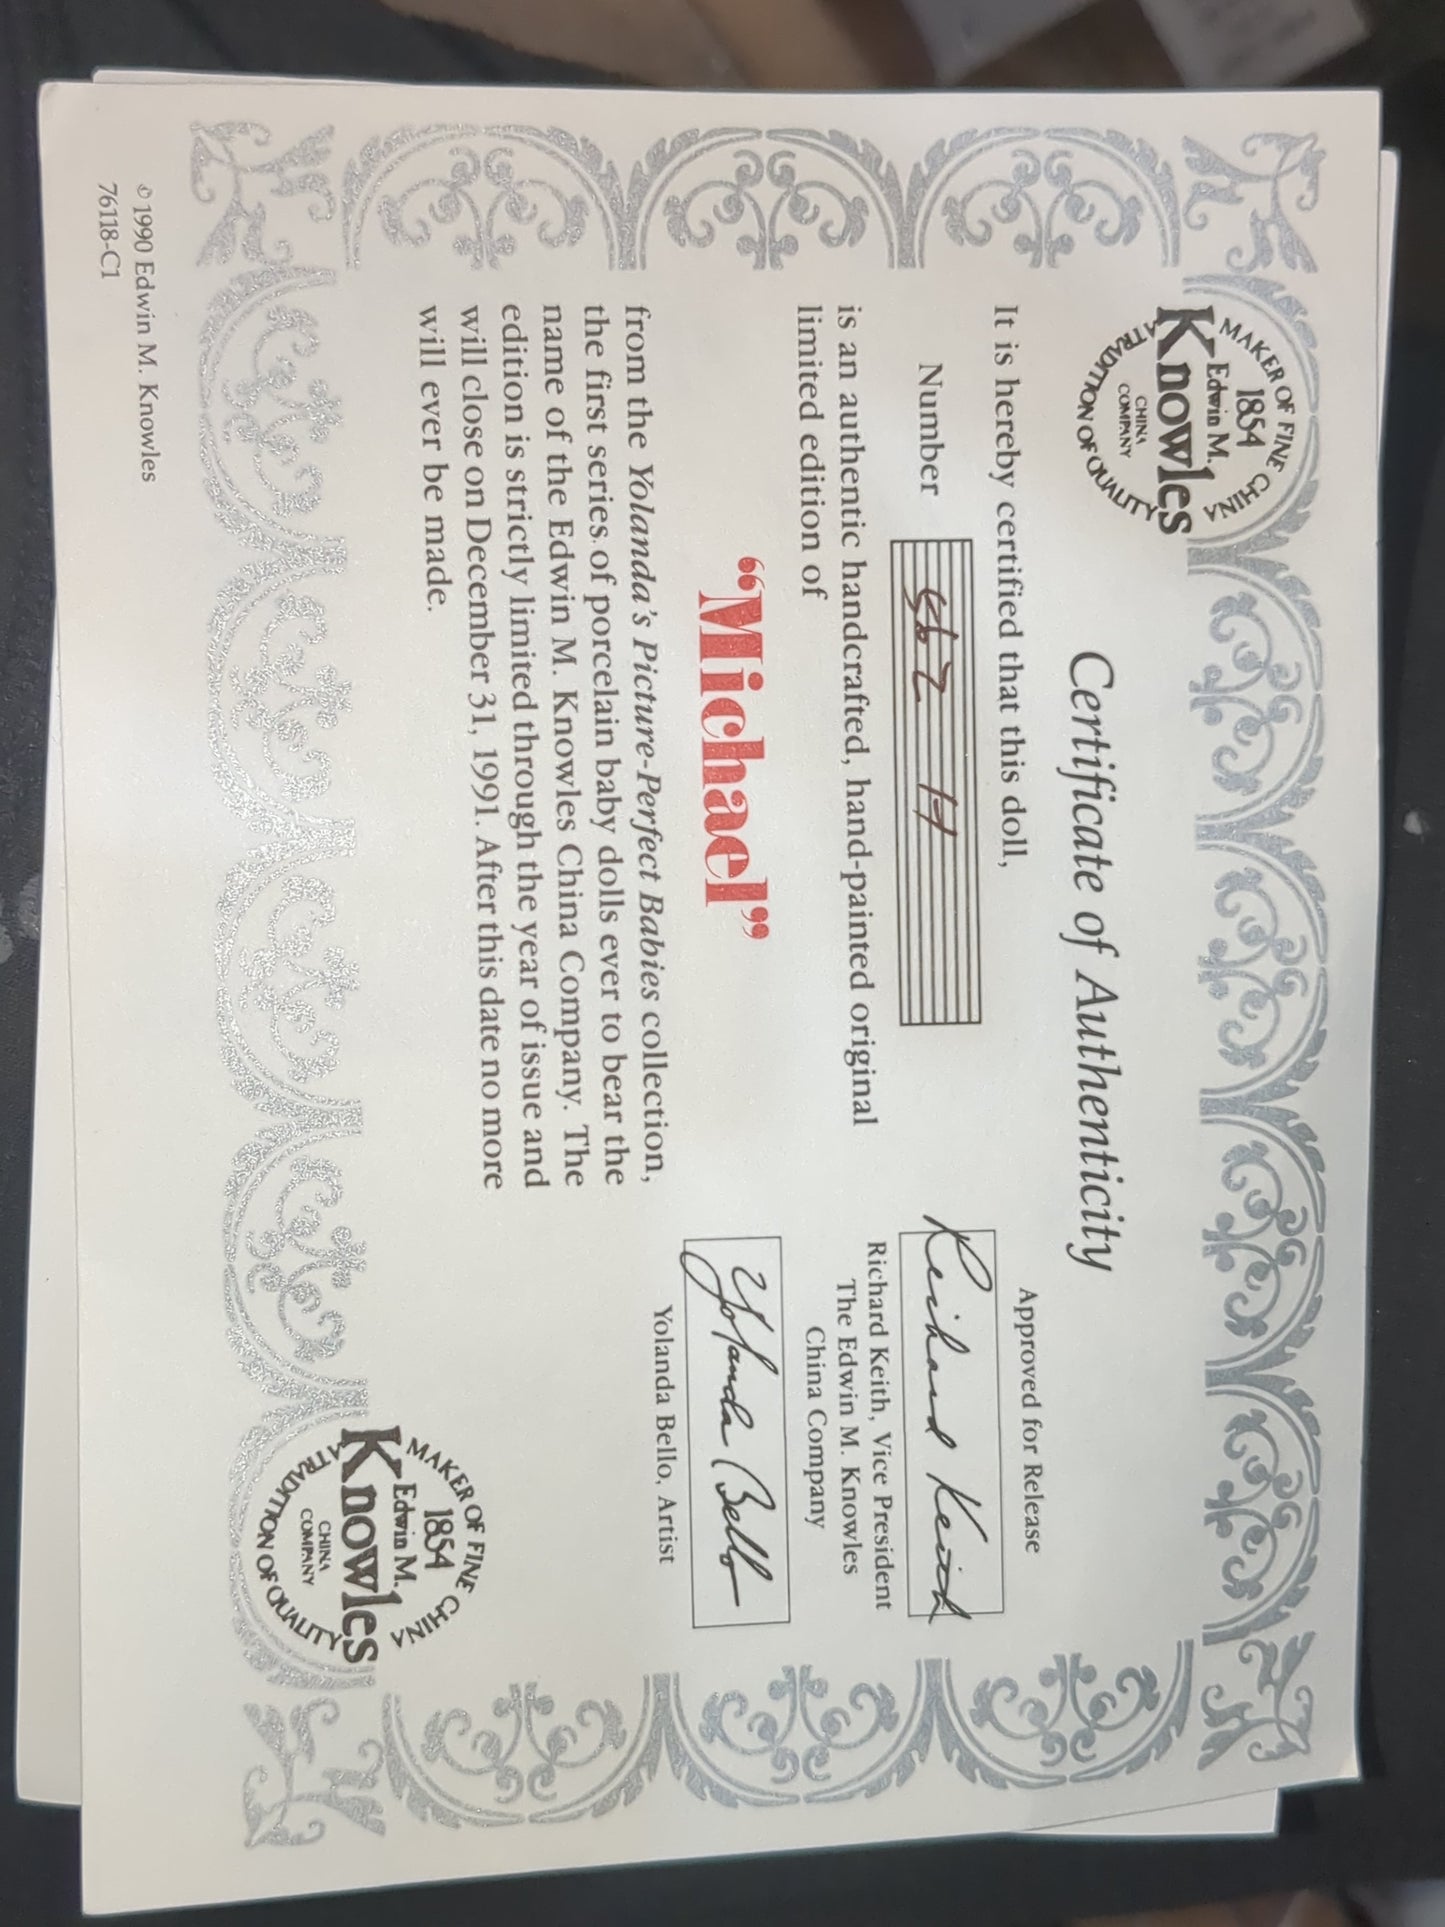 MAKER OF FINE CHINA
1854
Edwin M.
Knowles
CHINA
COMPANY
A TRADITION OF QUALITY
Certificate of Authenticity
It is hereby certified that this doll,
Number
is an authentic handcrafted, hand-painted original
limited edition of
“Michael”
from the Yolanda's Picture-Perfect Babies collection,
the first series of porcelain baby dolls ever to bear the
name of the Edwin M. Knowles China Company. The
edition is strictly limited through the year of issue and
will close on December 31, 1991. After this date no more
will ever be made.
Approved for Release
Richard Keith
Richard Keith, Vice President
The Edwin M. Knowles
China Company
Yolanda Bello
Yolanda Bello, Artist
MAKER OF FINE CHINA
1854
Edwin M.
Knowles
CHINA
COMPANY
A TRADITION OF QUALITY
© 1990 Edwin M. Knowles
76118-C1